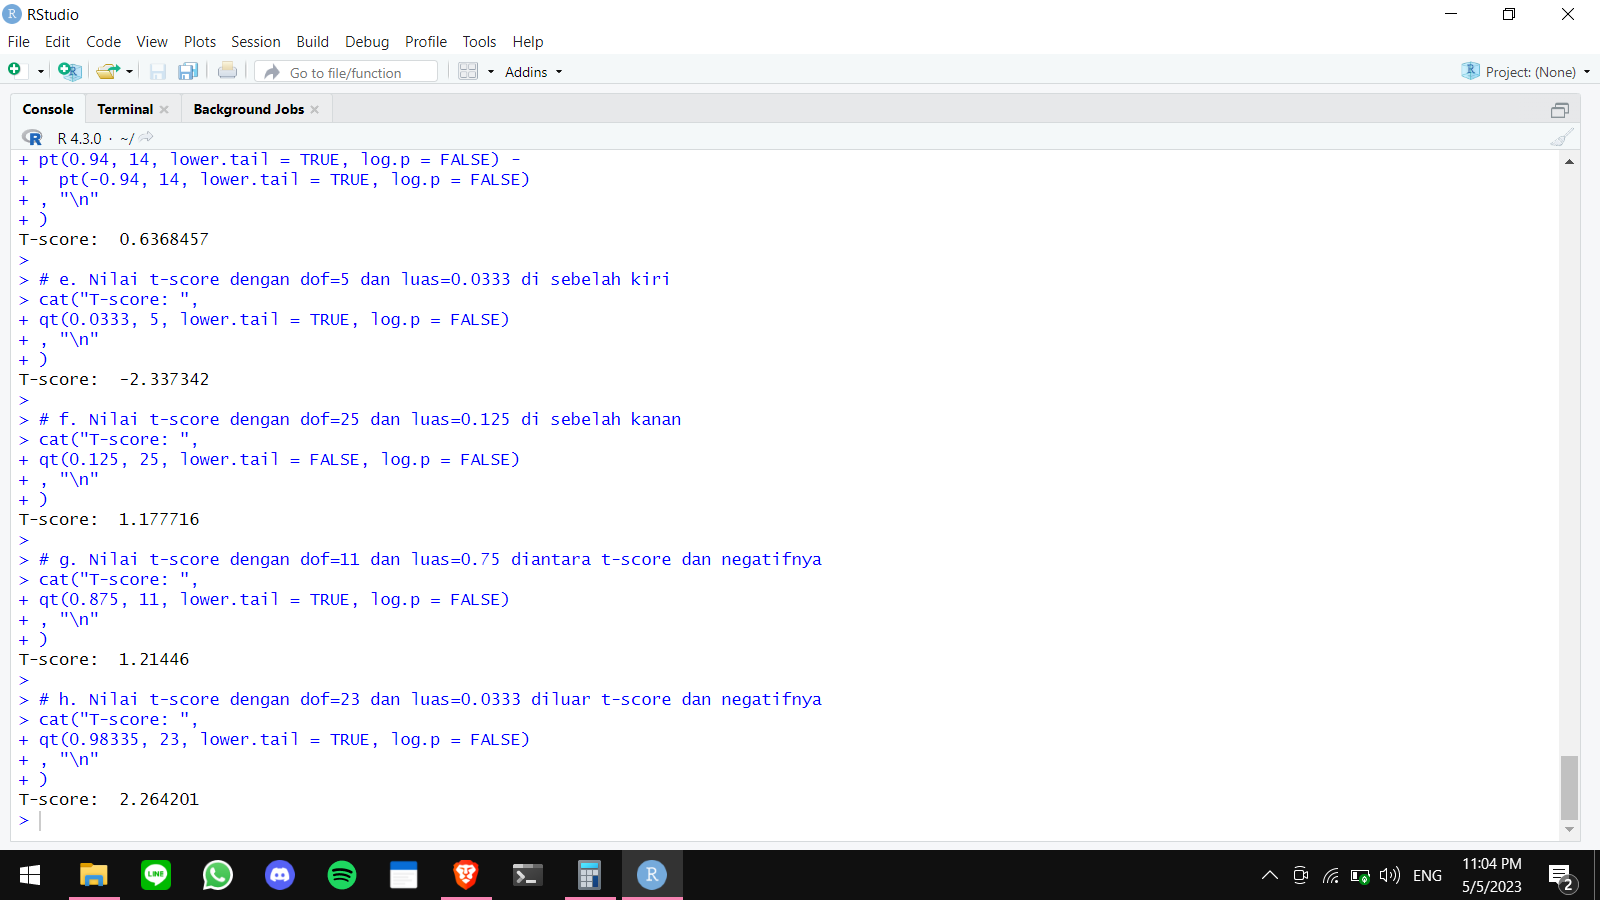 RStudio
File Edit Code View Plots Session Build Debug Profile Tools Help
Go to file/function Addins Project: (None)
Console Terminal Background Jobs
R 4.3.0 · ~/
+ pt(0.94, 14, lower.tail = TRUE, log.p = FALSE) -
+   pt(-0.94, 14, lower.tail = TRUE, log.p = FALSE)
+ , "\n"
+ )
T-score:  0.6368457
>
> # e. Nilai t-score dengan dof=5 dan luas=0.0333 di sebelah kiri
> cat("T-score: ",
+ qt(0.0333, 5, lower.tail = TRUE, log.p = FALSE)
+ , "\n"
+ )
T-score:  -2.337342
>
> # f. Nilai t-score dengan dof=25 dan luas=0.125 di sebelah kanan
> cat("T-score: ",
+ qt(0.125, 25, lower.tail = FALSE, log.p = FALSE)
+ , "\n"
+ )
T-score:  1.177716
>
> # g. Nilai t-score dengan dof=11 dan luas=0.75 diantara t-score dan negatifnya
> cat("T-score: ",
+ qt(0.875, 11, lower.tail = TRUE, log.p = FALSE)
+ , "\n"
+ )
T-score:  1.21446
>
> # h. Nilai t-score dengan dof=23 dan luas=0.0333 diluar t-score dan negatifnya
> cat("T-score: ",
+ qt(0.98335, 23, lower.tail = TRUE, log.p = FALSE)
+ , "\n"
+ )
T-score:  2.264201
>
LINE R ENG 11:04 PM
5/5/2023 2